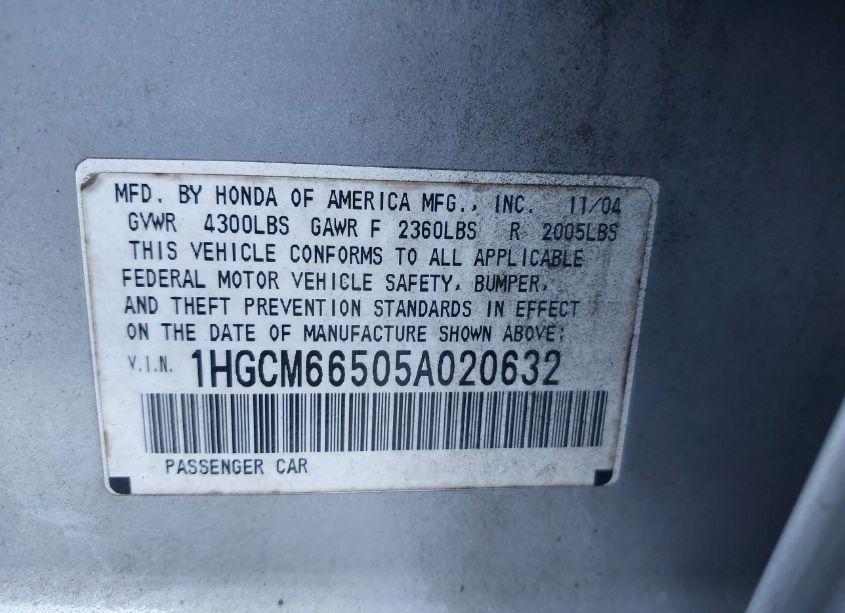 MFD. BY HONDA OF AMERICA MFG., INC. 11/04
GVWR 4300LBS GAWR F 2360LBS R 2005LBS
THIS VEHICLE CONFORMS TO ALL APPLICABLE
FEDERAL MOTOR VEHICLE SAFETY, BUMPER,
AND THEFT PREVENTION STANDARDS IN EFFECT
ON THE DATE OF MANUFACTURE SHOWN ABOVE;
V.I.N. 1HGCM66505A020632
PASSENGER CAR